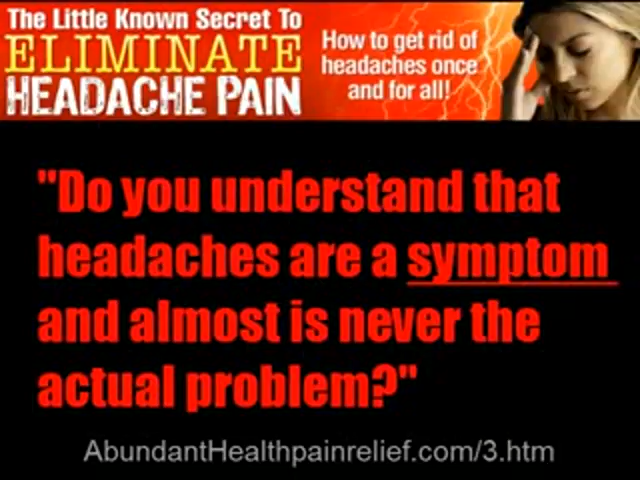 The Little Known Secret To
ELIMINATE
HEADACHE PAIN
How to get rid of
headaches once
and for all!
"Do you understand that
headaches are a symptom
and almost is never the
actual problem?"
AbundantHealthpainrelief.com/3.htm